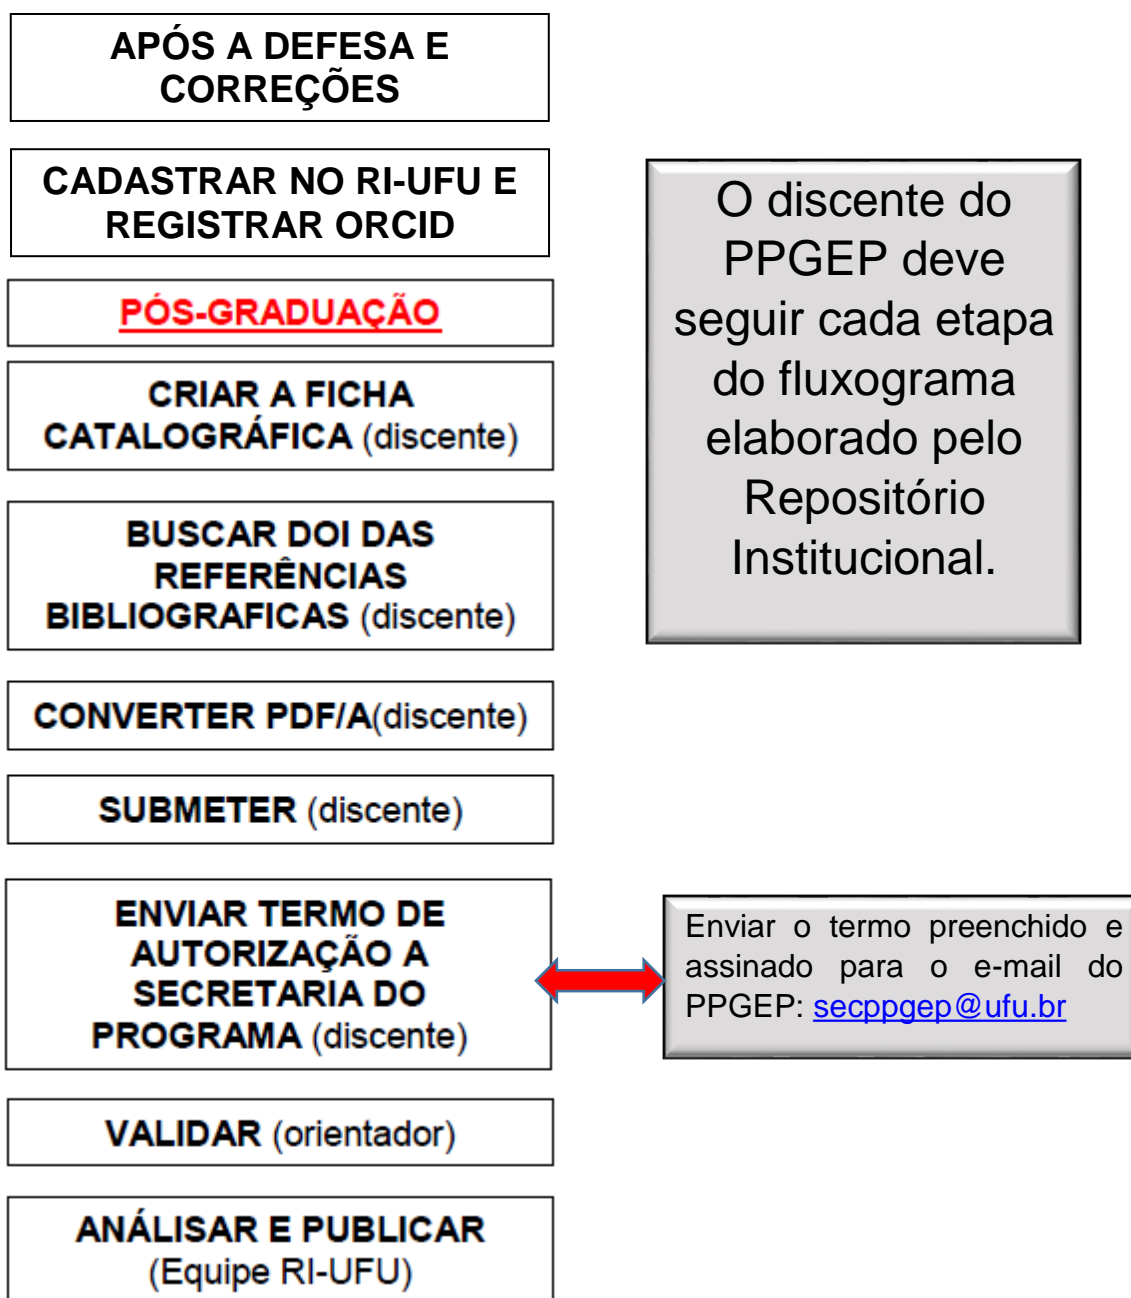 APÓS A DEFESA E
CORREÇÕES
CADASTRAR NO RI-UFU E
REGISTRAR ORCID
PÓS-GRADUAÇÃO
CRIAR A FICHA
CATALOGRÁFICA (discente)
BUSCAR DOI DAS
REFERÊNCIAS
BIBLIOGRAFICAS (discente)
CONVERTER PDF/A(discente)
SUBMETER (discente)
ENVIAR TERMO DE
AUTORIZAÇÃO A
SECRETARIA DO
PROGRAMA (discente)
VALIDAR (orientador)
ANÁLISAR E PUBLICAR
(Equipe RI-UFU)
O discente do
PPGEP deve
seguir cada etapa
do fluxograma
elaborado pelo
Repositório
Institucional.
Enviar o termo preenchido e
assinado para o e-mail do
PPGEP: secppgep@ufu.br